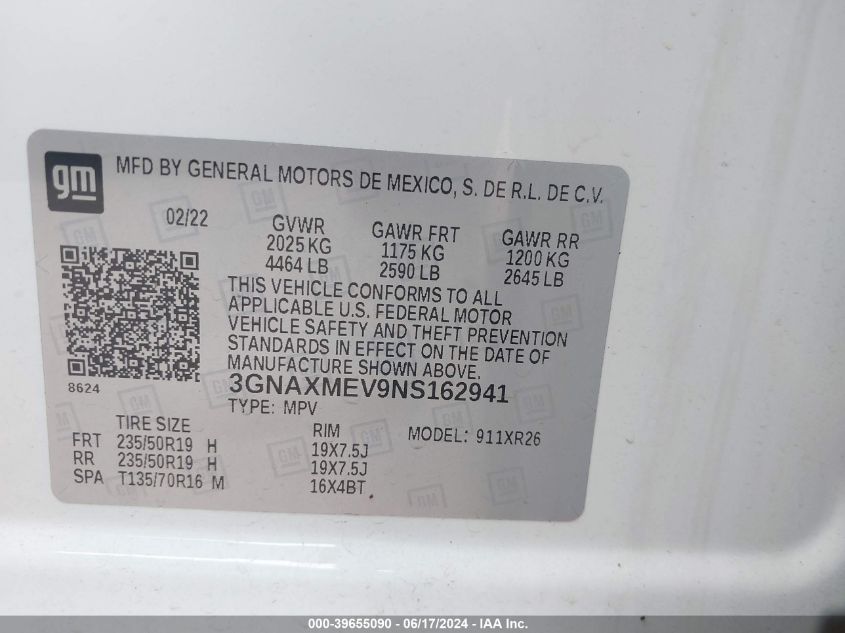 gm
MFD BY GENERAL MOTORS DE MEXICO, S. DE R.L. DE C.V.
02/22
GVWR
2025 KG
4464 LB
GAWR FRT
1175 KG
2590 LB
GAWR RR
1200 KG
2645 LB
THIS VEHICLE CONFORMS TO ALL
APPLICABLE U.S. FEDERAL MOTOR
VEHICLE SAFETY AND THEFT PREVENTION
STANDARDS IN EFFECT ON THE DATE OF
MANUFACTURE SHOWN ABOVE.
8624
3GNAXMEV9NS162941
TYPE: MPV
TIRE SIZE RIM MODEL: 911XR26
FRT 235/50R19 H 19X7.5J
RR 235/50R19 H 19X7.5J
SPA T135/70R16 M 16X4BT
000-39655090 - 06/17/2024 - IAA Inc.